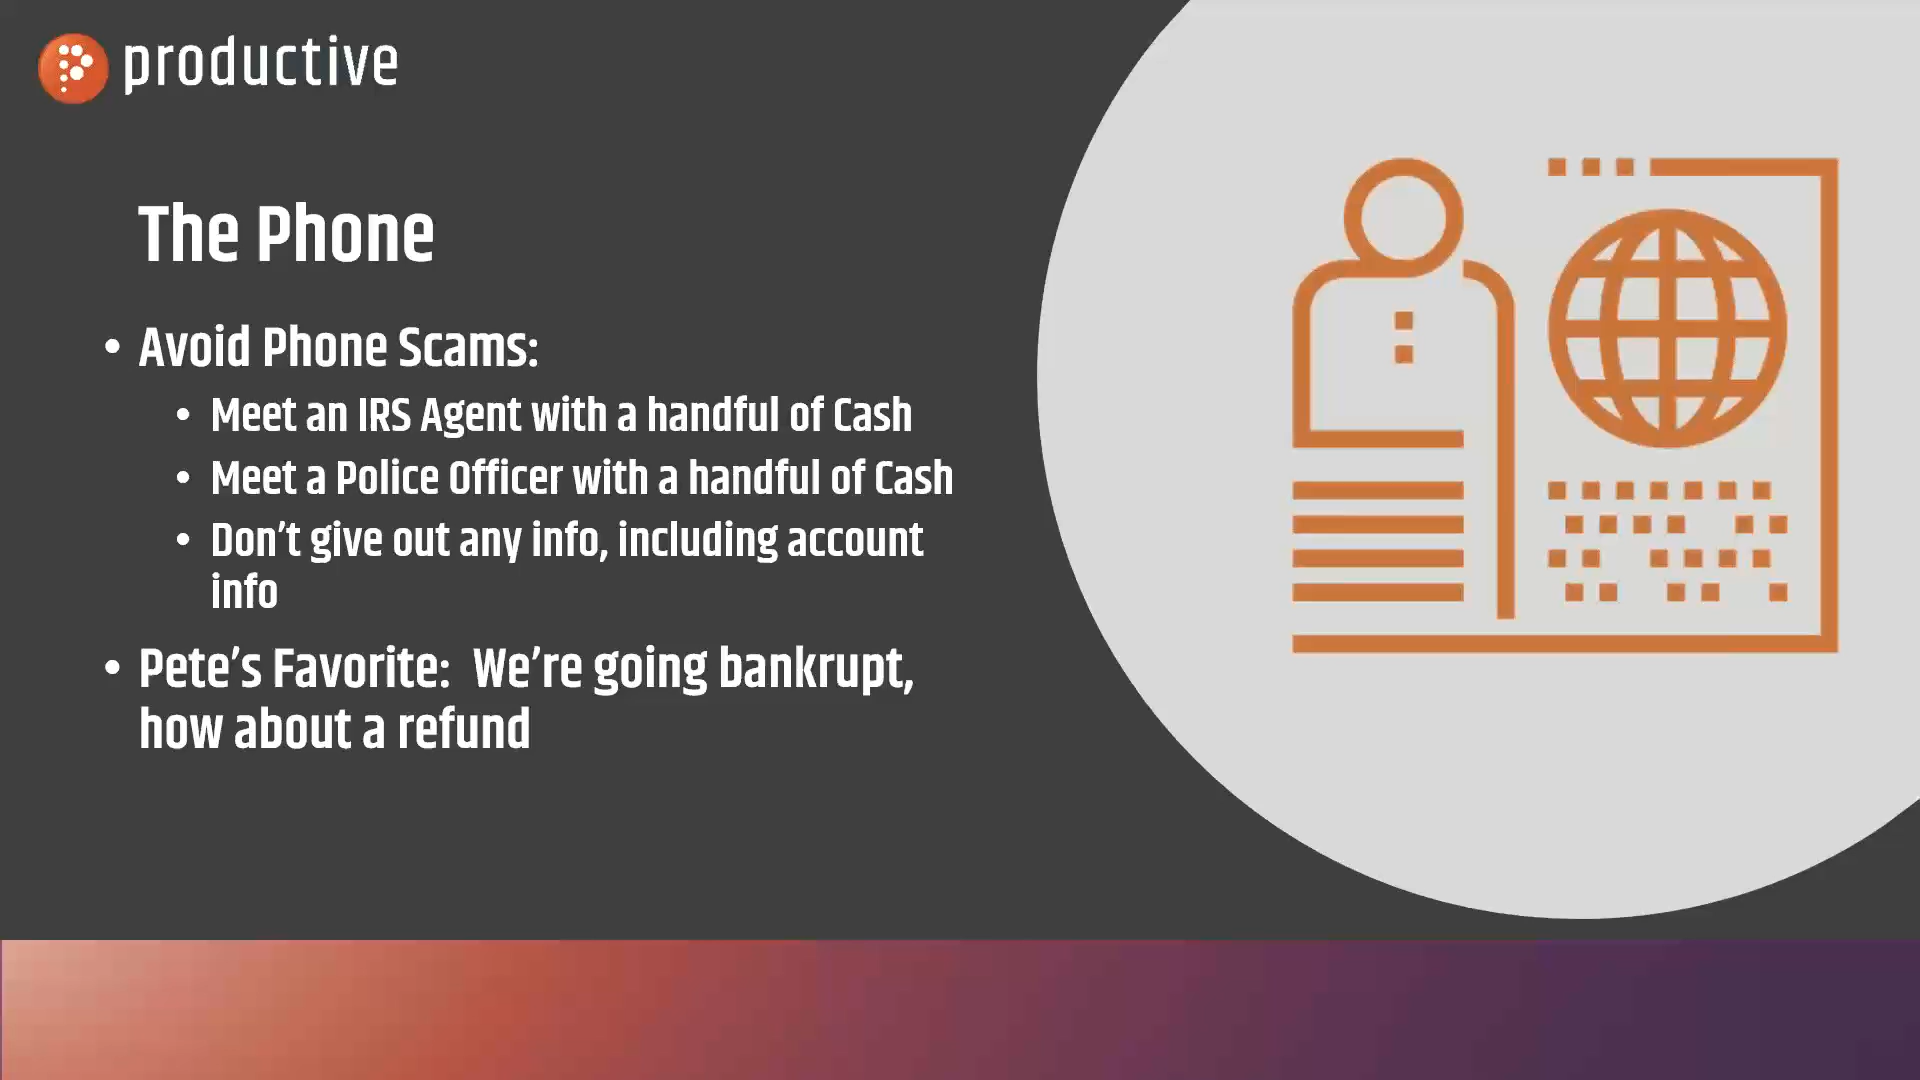 productive
The Phone
• Avoid Phone Scams:
• Meet an IRS Agent with a handful of Cash
• Meet a Police Officer with a handful of Cash
• Don’t give out any info, including account
info
• Pete’s Favorite:  We’re going bankrupt,
how about a refund